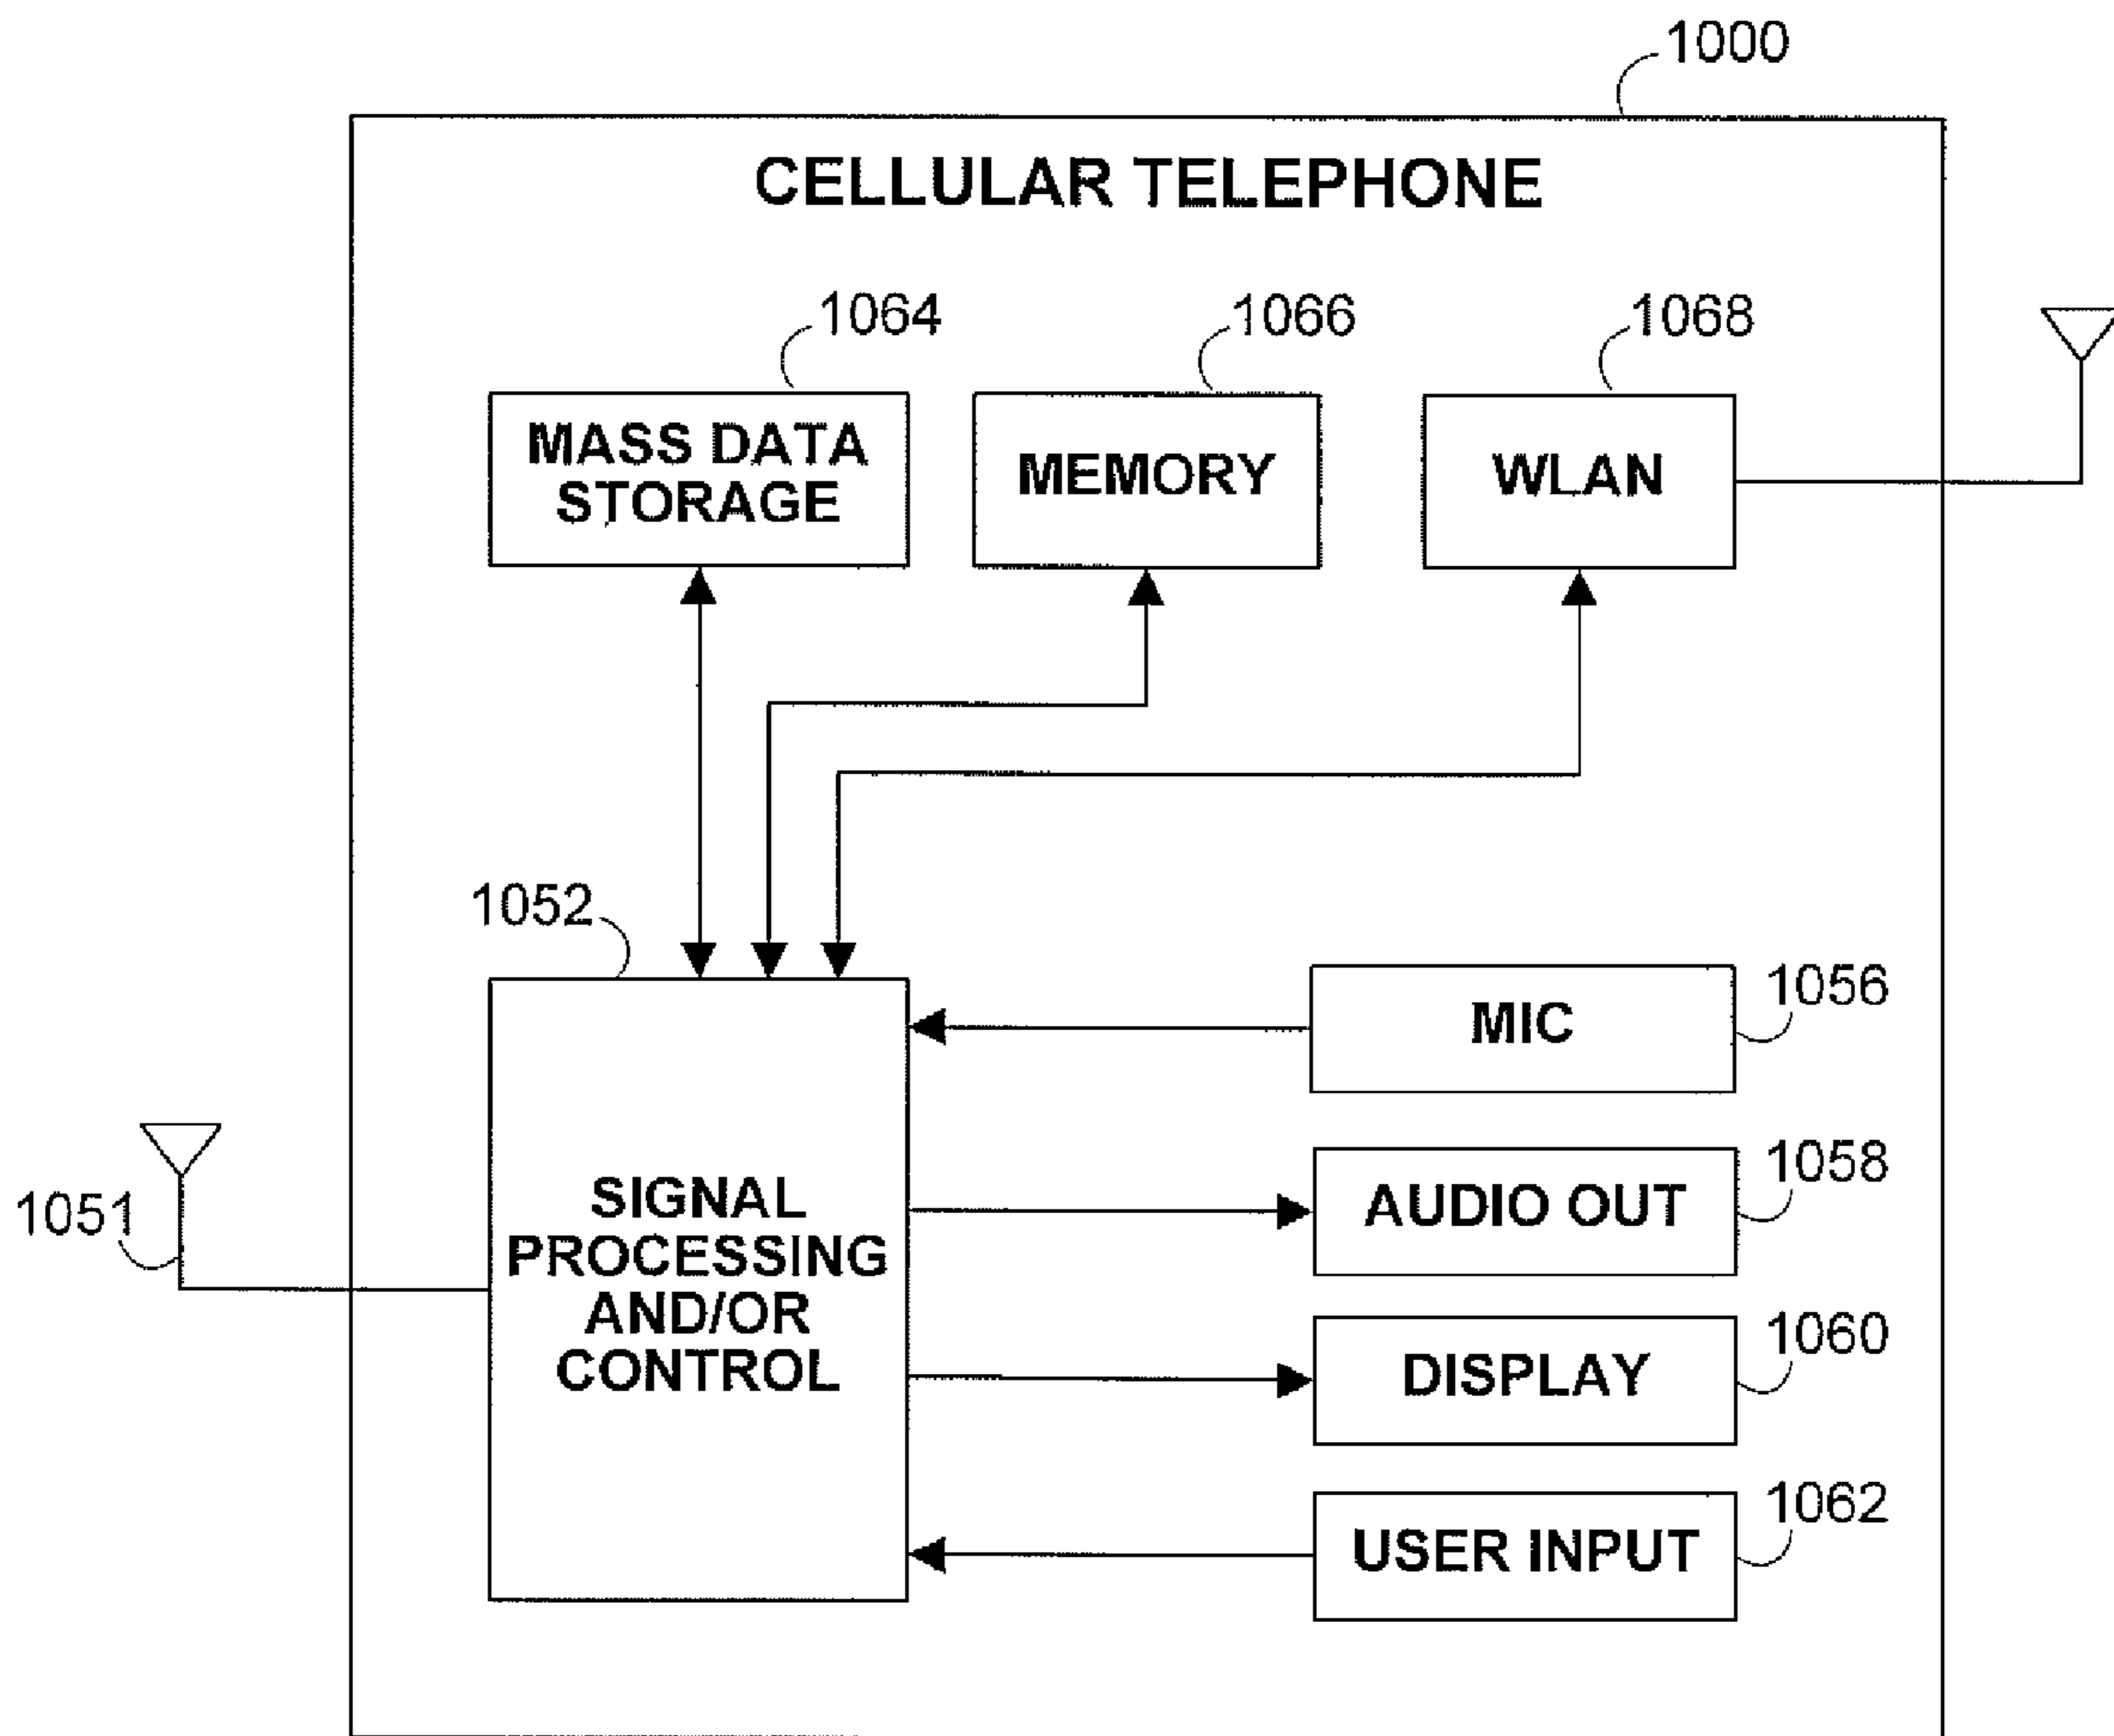 1000
CELLULAR TELEPHONE
1064
1066
1068
MASS DATA
STORAGE
MEMORY
WLAN
1052
MIC
1056
1051
SIGNAL
PROCESSING
AND/OR
CONTROL
AUDIO OUT
1058
DISPLAY
1060
USER INPUT
1062